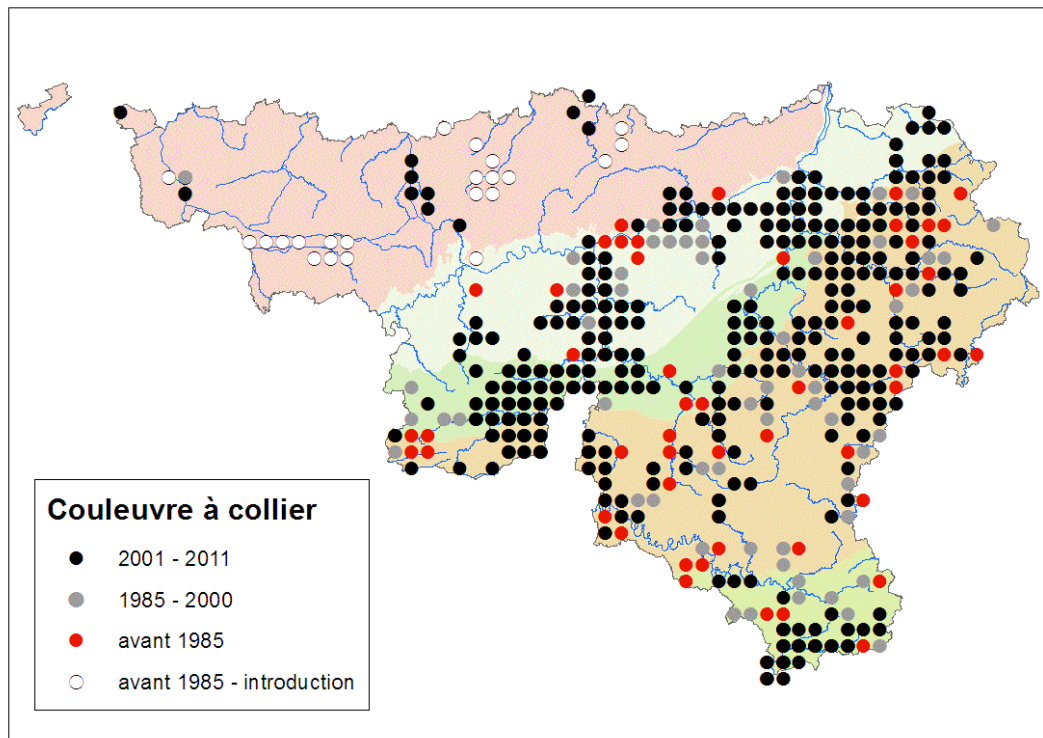 Couleuvre à collier
2001 - 2011
1985 - 2000
avant 1985
avant 1985 - introduction